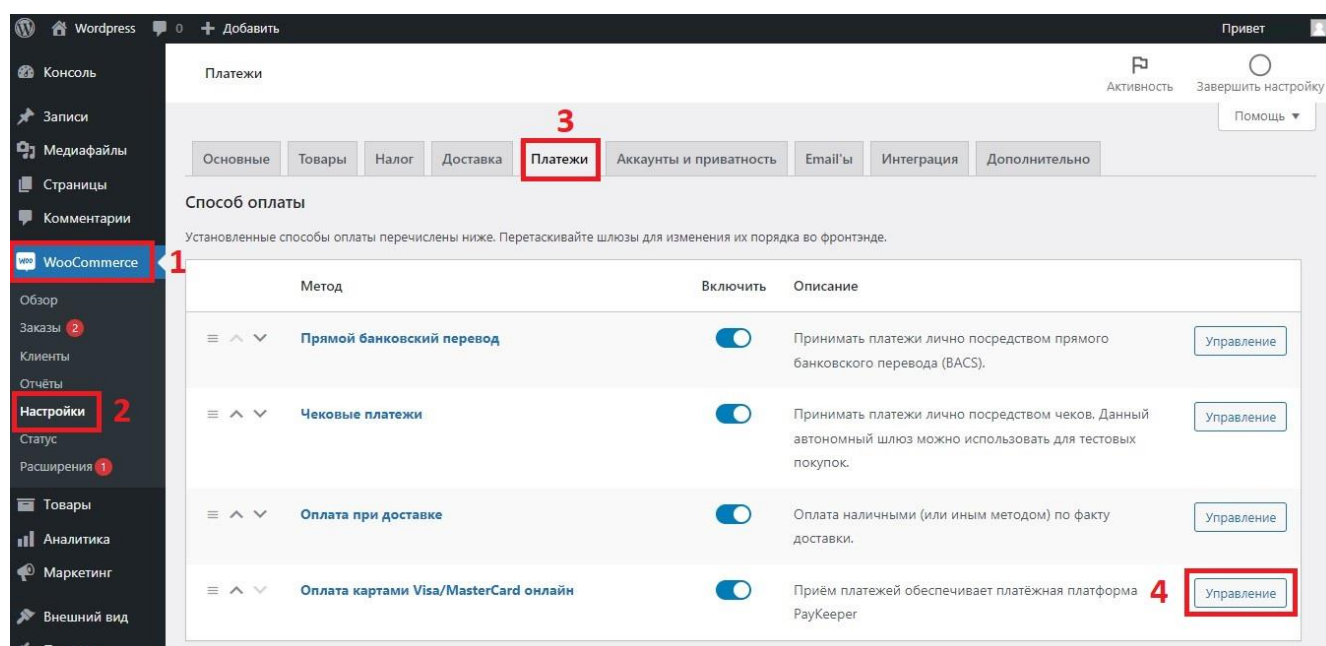 Wordpress 0 + Добавить Привет
Консоль
Записи
Медиафайлы
Страницы
Комментарии
WooCommerce 1
Обзор
Заказы 2
Клиенты
Отчёты
Настройки 2
Статус
Расширения 1
Товары
Аналитика
Маркетинг
Внешний вид
Платежи
Активность
Завершить настройку
Помощь
3
Основные Товары Налог Доставка Платежи Аккаунты и приватность Email'ы Интеграция Дополнительно
Способ оплаты
Установленные способы оплаты перечислены ниже. Перетаскивайте шлюзы для изменения их порядка во фронтэнде.
Метод Включить Описание
Прямой банковский перевод Принимать платежи лично посредством прямого Управление
банковского перевода (BACS).
Чековые платежи Принимать платежи лично посредством чеков. Данный Управление
автономный шлюз можно использовать для тестовых
покупок.
Оплата при доставке Оплата наличными (или иным методом) по факту Управление
доставки.
Оплата картами Visa/MasterCard онлайн Приём платежей обеспечивает платёжная платформа 4 Управление
PayKeeper